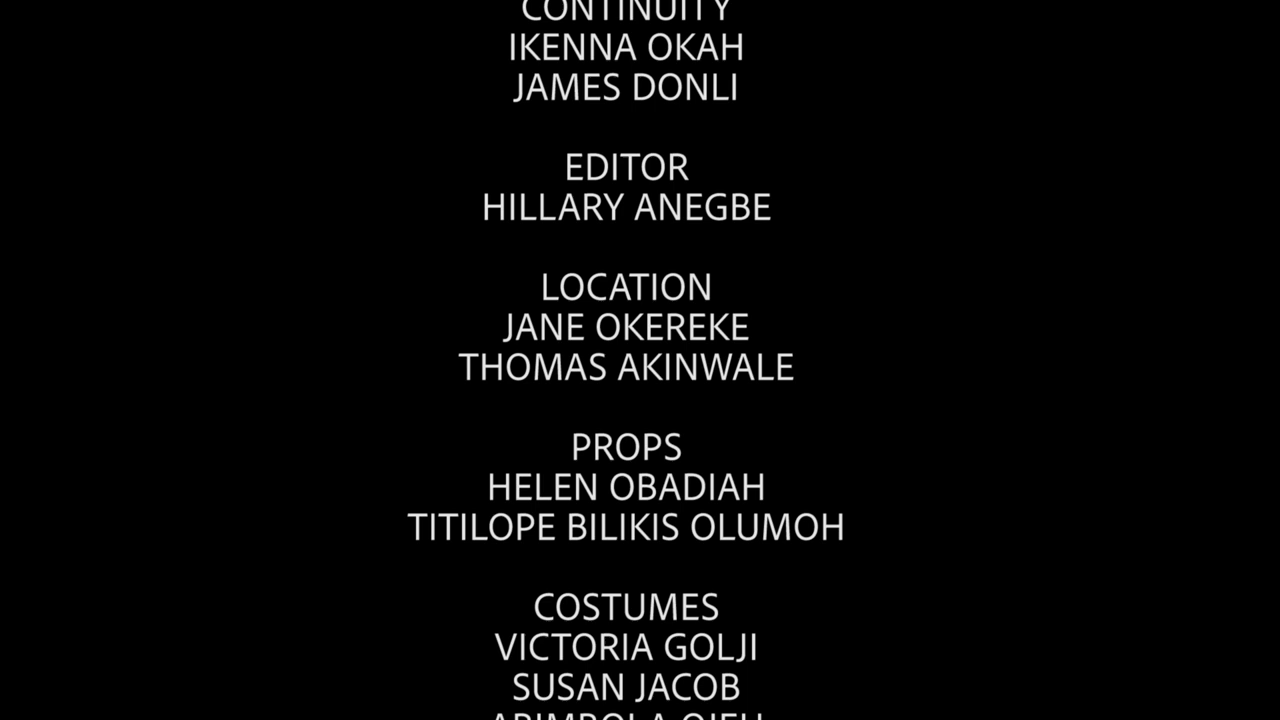 CONTINUITY
IKENNA OKAH
JAMES DONLI
EDITOR
HILLARY ANEGBE
LOCATION
JANE OKEREKE
THOMAS AKINWALE
PROPS
HELEN OBADIAH
TITILOPE BILIKIS OLUMOH
COSTUMES
VICTORIA GOLJI
SUSAN JACOB